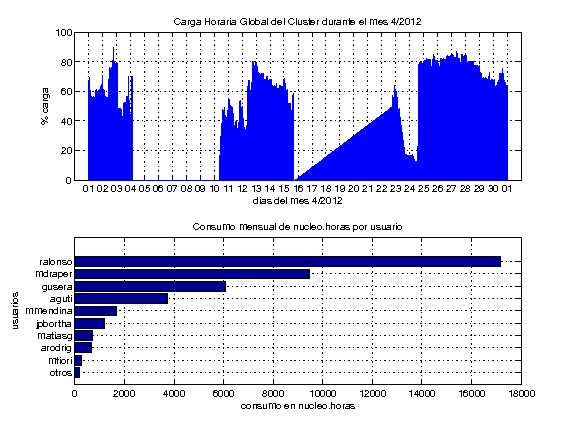 Carga Horaria Global del Cluster durante el mes 4/2012
% carga
100
80
60
40
20
0
01 02 03 04 05 06 07 08 09 10 11 12 13 14 15 16 17 18 19 20 21 22 23 24 25 26 27 28 29 30 01
dias del mes 4/2012
Consumo mensual de nucleo.horas por usuario
usuarios
ralonso
mdraper
gusera
aguti
mmendina
jpbortha
matiasg
arodrig
mfiori
otros
0 2000 4000 6000 8000 10000 12000 14000 16000 18000
consumo en nucleo.horas